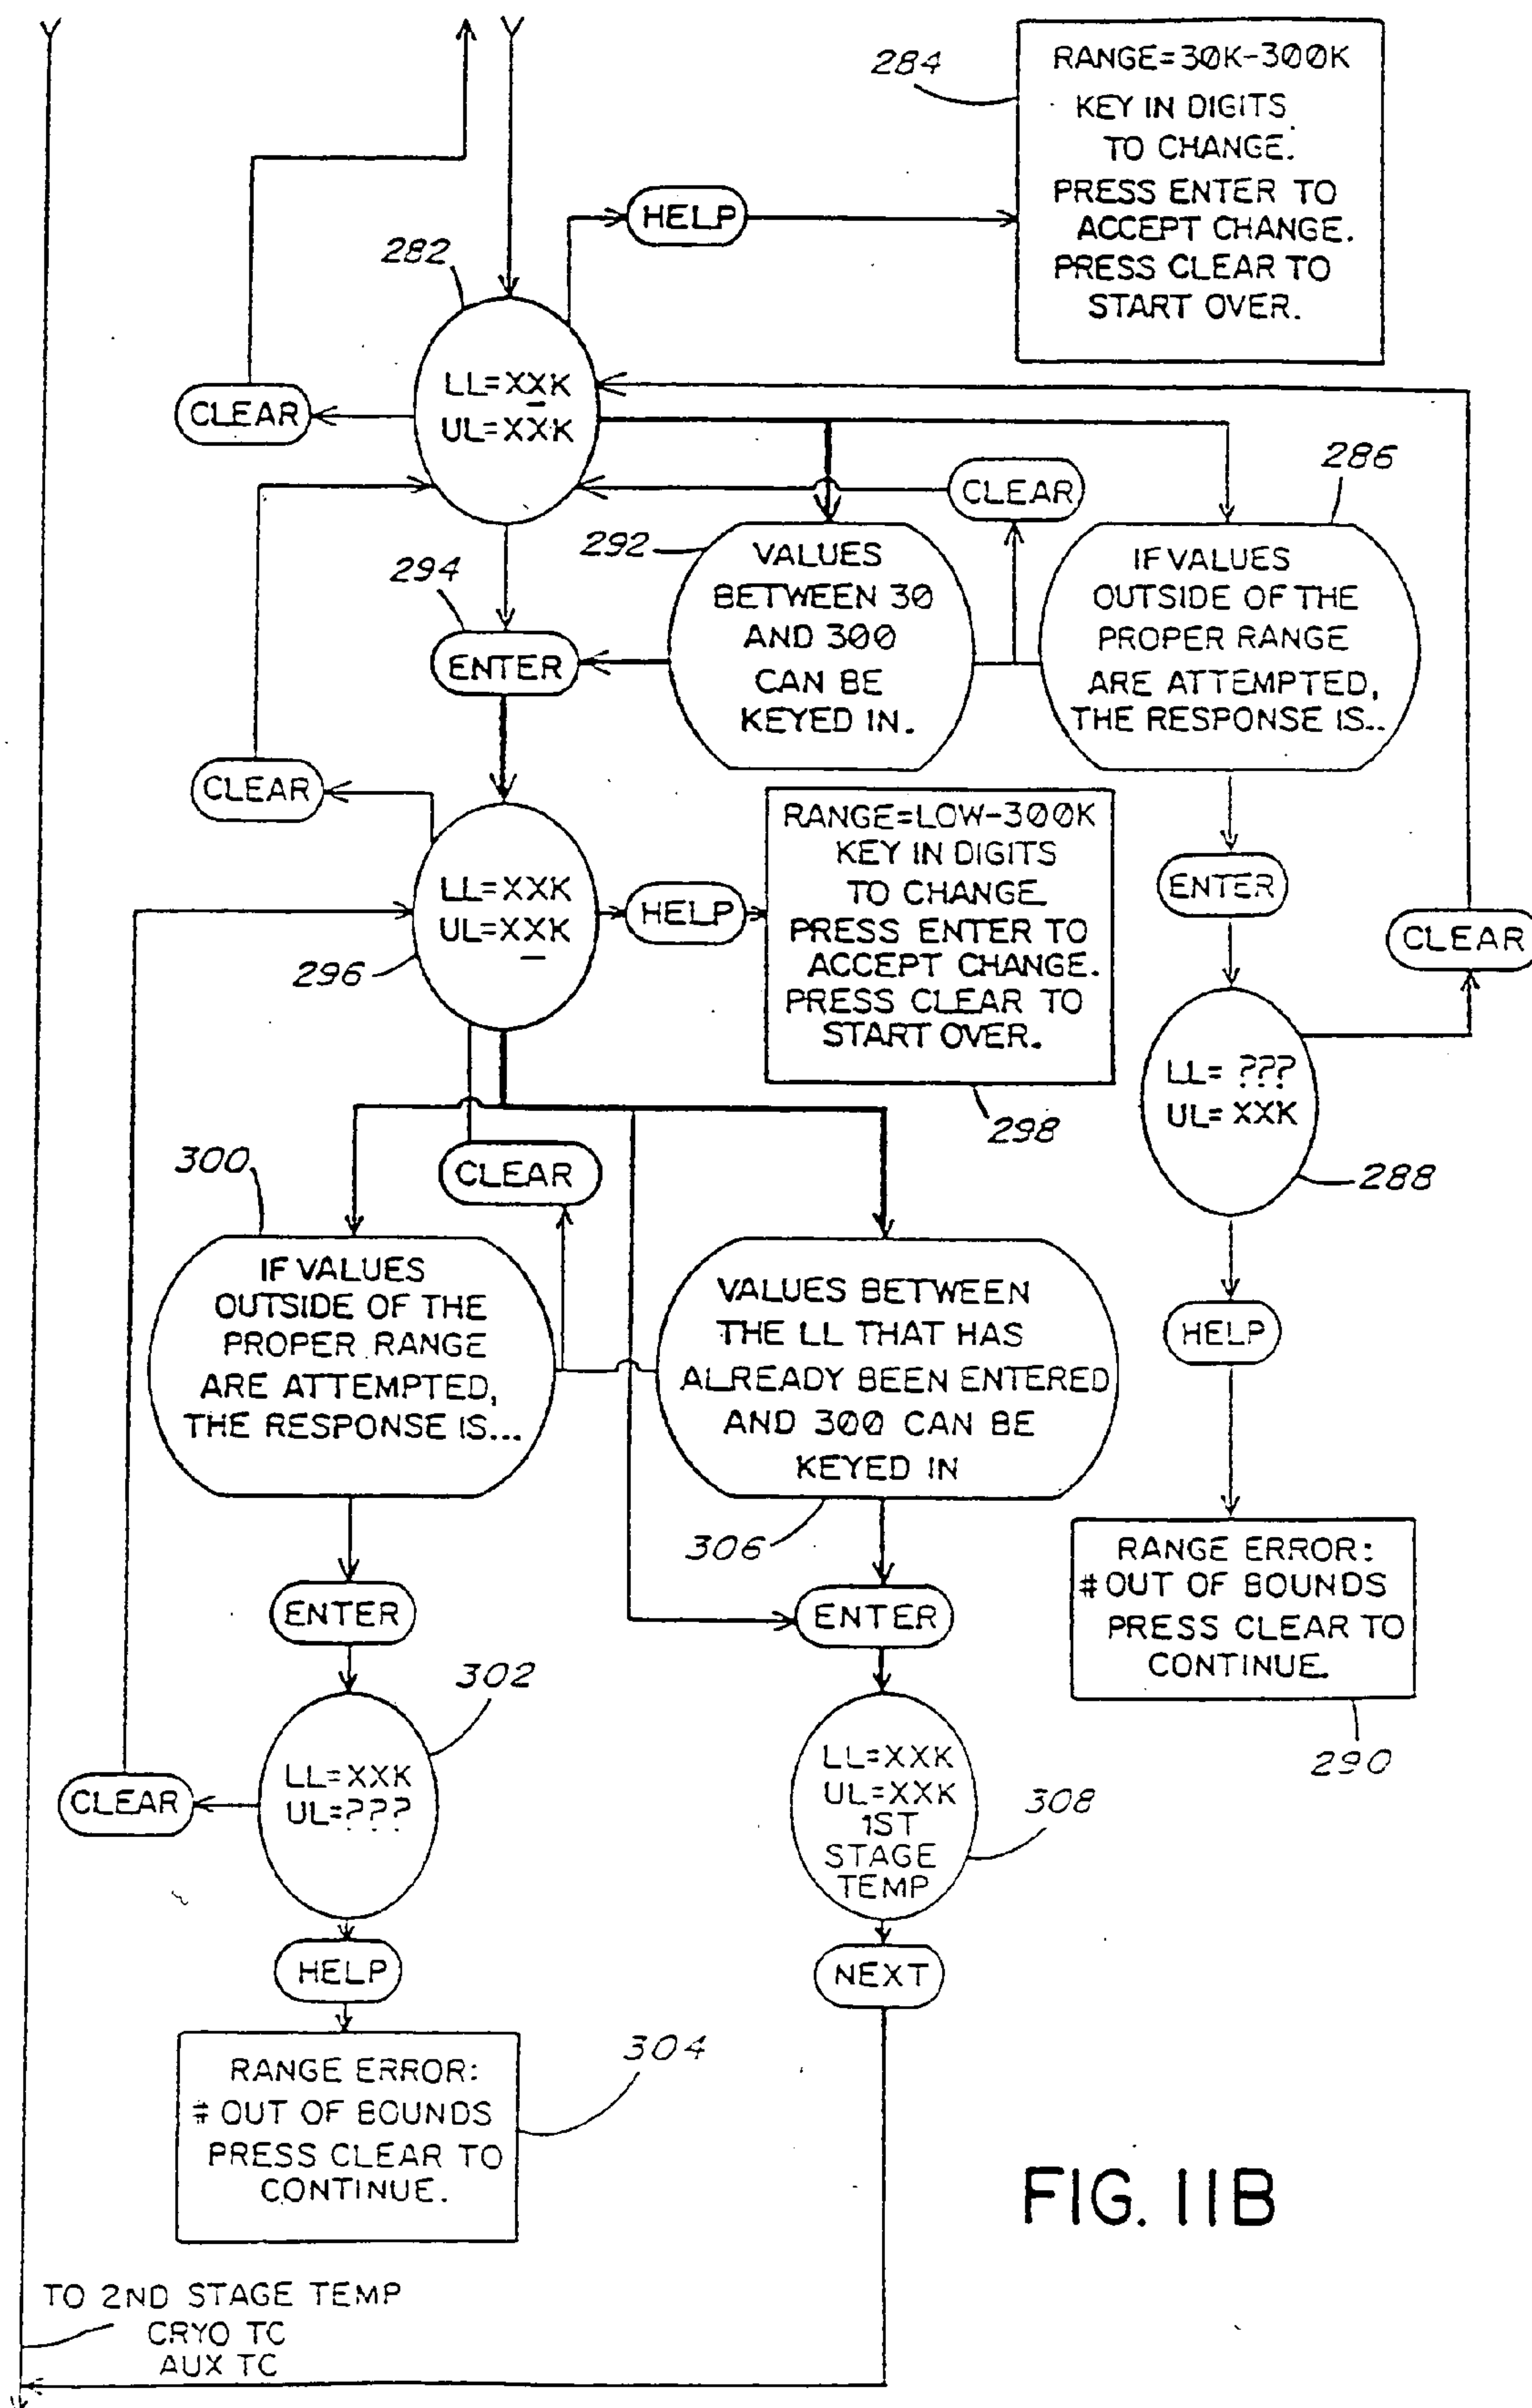 284
RANGE=30K-300K
KEY IN DIGITS
TO CHANGE.
PRESS ENTER TO
ACCEPT CHANGE.
PRESS CLEAR TO
START OVER.
HELP
282
LL=XXK
UL=XXK
CLEAR
CLEAR
286
292
VALUES
BETWEEN 30
AND 300
CAN BE
KEYED IN.
IF VALUES
OUTSIDE OF THE
PROPER RANGE
ARE ATTEMPTED,
THE RESPONSE IS...
294
ENTER
CLEAR
RANGE=LOW-300K
KEY IN DIGITS
TO CHANGE.
PRESS ENTER TO
ACCEPT CHANGE.
PRESS CLEAR TO
START OVER.
ENTER
LL=XXK
UL=XXK
HELP
296
CLEAR
298
LL= ???
UL= XXK
288
300
CLEAR
IF VALUES
OUTSIDE OF THE
PROPER RANGE
ARE ATTEMPTED,
THE RESPONSE IS...
VALUES BETWEEN
THE LL THAT HAS
ALREADY BEEN ENTERED
AND 300 CAN BE
KEYED IN
HELP
306
RANGE ERROR:
# OUT OF BOUNDS
PRESS CLEAR TO
CONTINUE.
290
ENTER
ENTER
302
LL=XXK
UL=???
CLEAR
LL=XXK
UL=XXK
1ST
STAGE
TEMP
308
HELP
NEXT
304
RANGE ERROR:
# OUT OF BOUNDS
PRESS CLEAR TO
CONTINUE.
FIG. 11B
TO 2ND STAGE TEMP
CRYO TC
AUX TC